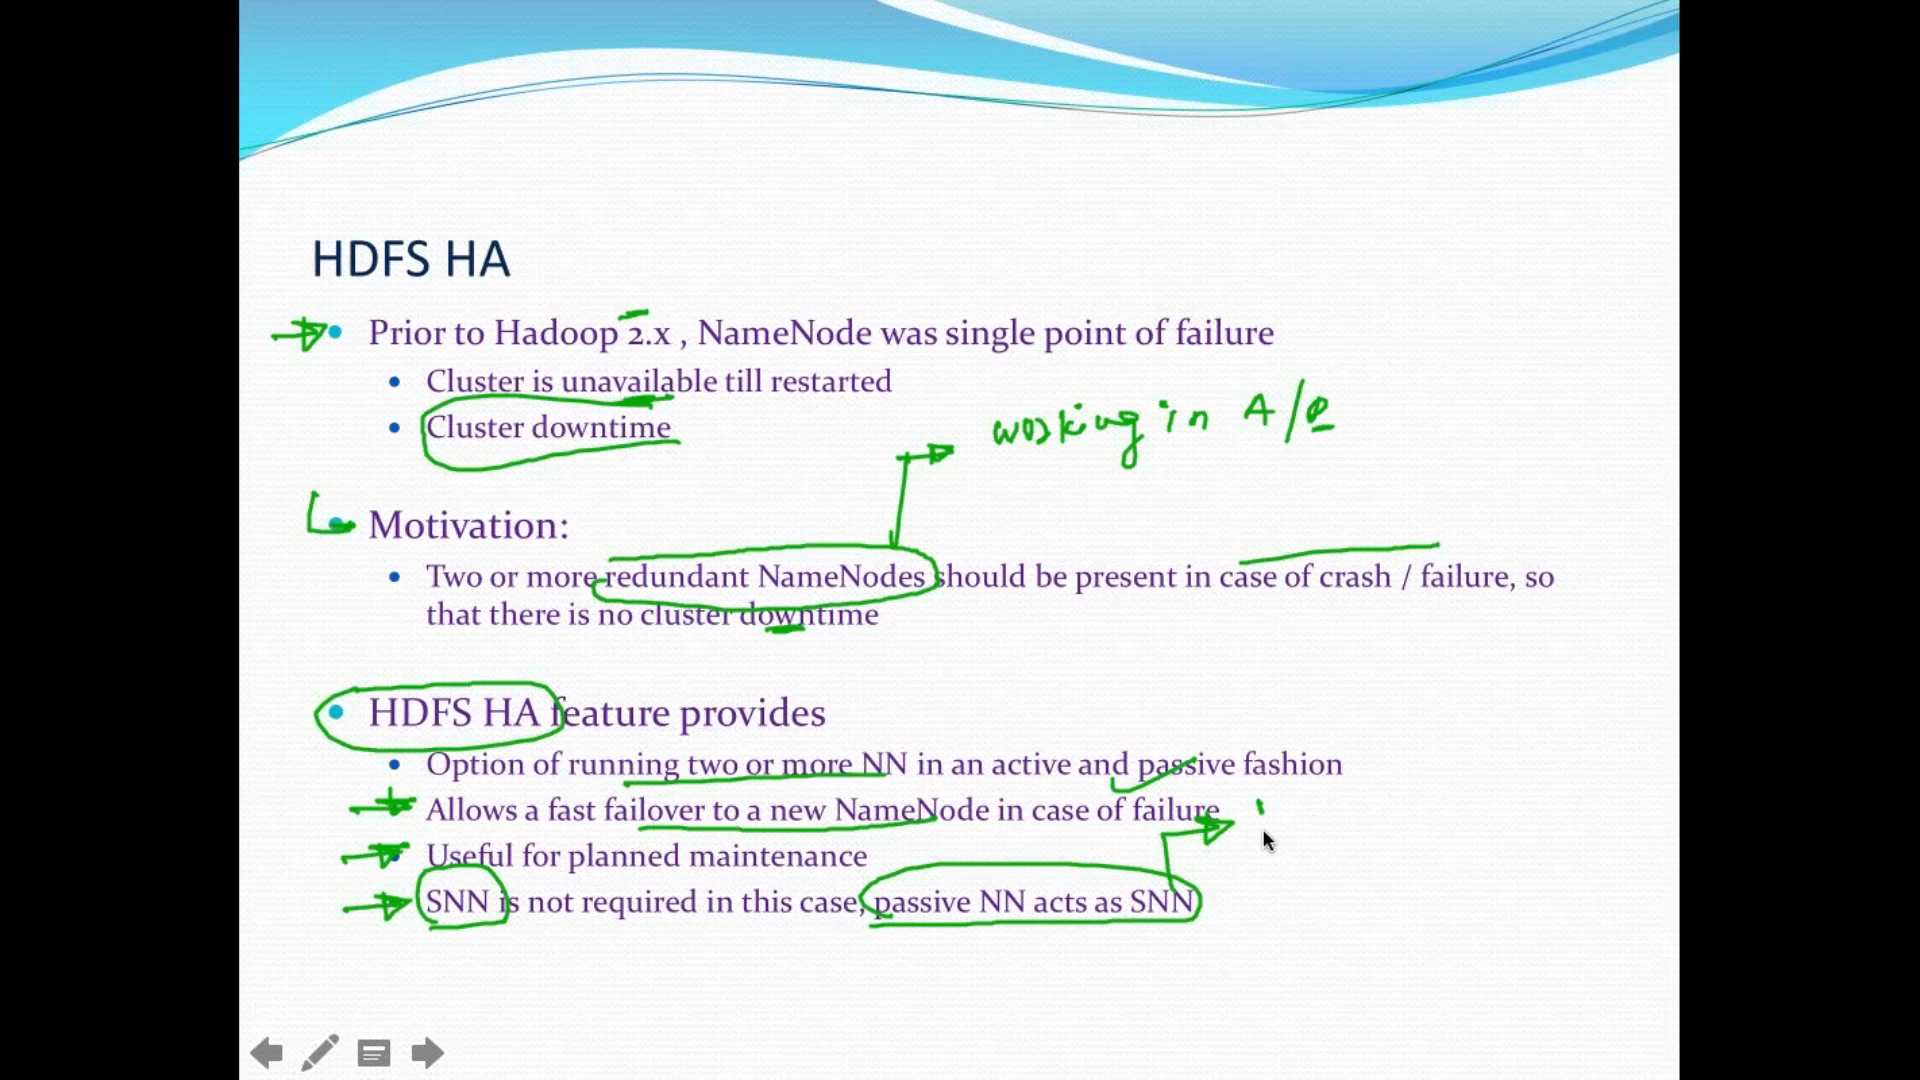 HDFS HA
Prior to Hadoop 2.x , NameNode was single point of failure
Cluster is unavailable till restarted
Cluster downtime
working in A/P
Motivation:
Two or more redundant NameNodes should be present in case of crash / failure, so
that there is no cluster downtime
HDFS HA feature provides
Option of running two or more NN in an active and passive fashion
Allows a fast failover to a new NameNode in case of failure
Useful for planned maintenance
SNN is not required in this case, passive NN acts as SNN